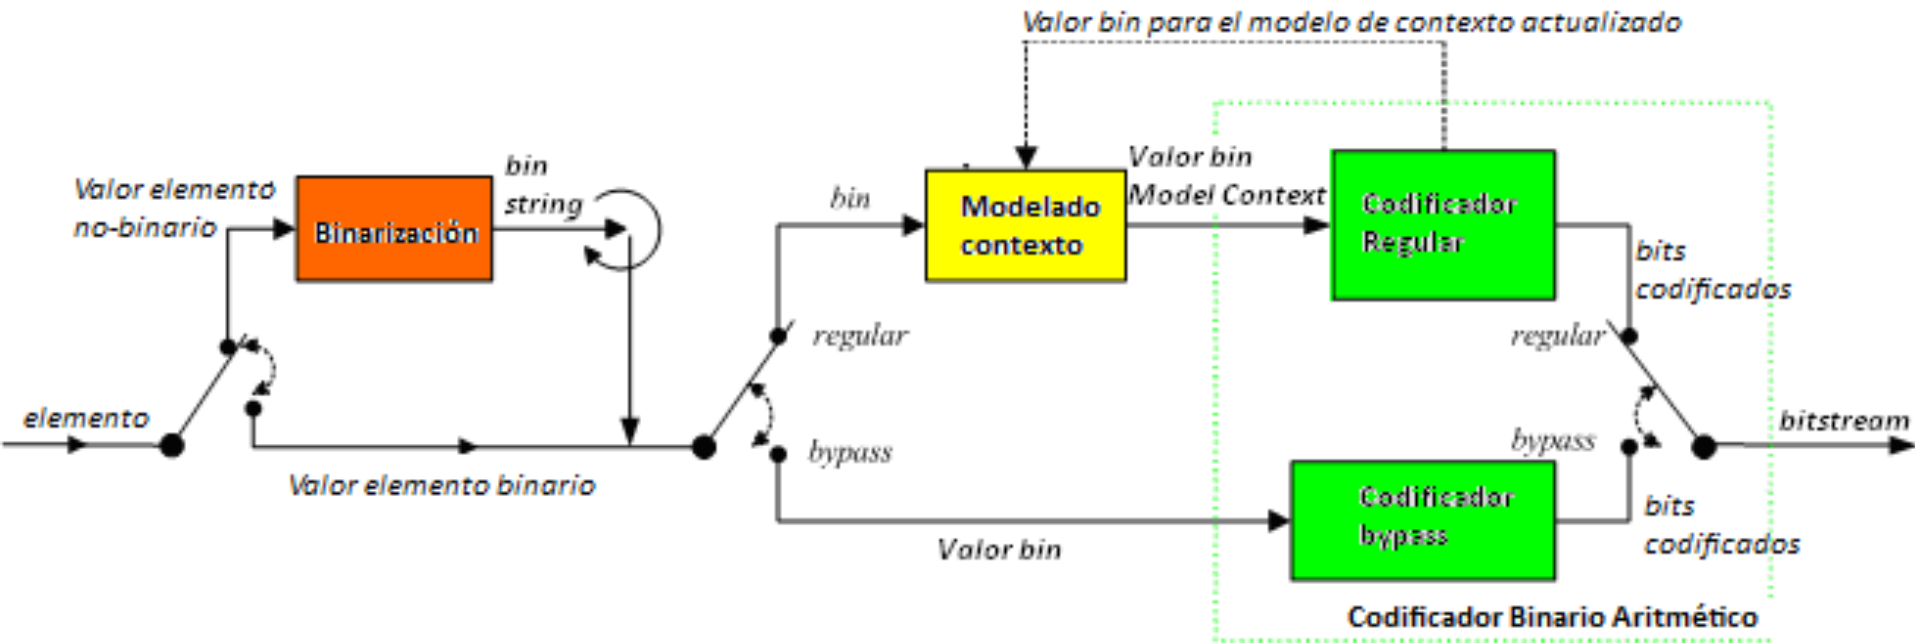 Valor bin para el modelo de contexto actualizado
Valor elemento
no-binario
Binarización
bin
string
bin
Modelado
contexto
Valor bin
Model Context
Codificador
Regular
bits
codificados
regular
regular
elemento
Valor elemento binario
bypass
bypass
bitstream
Valor bin
Codificador
bypass
bits
codificados
Codificador Binario Aritmético